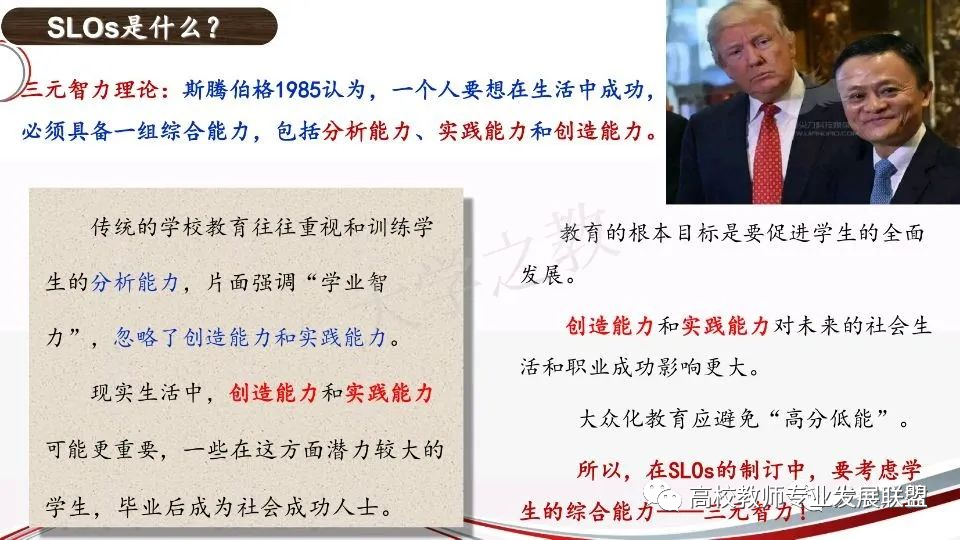 SLOs是什么？
三元智力理论：斯腾伯格1985认为，一个人要想在生活中成功，
必须具备一组综合能力，包括分析能力、实践能力和创造能力。
传统的学校教育往往重视和训练学
生的分析能力，片面强调“学业智
力”，忽略了创造能力和实践能力。
现实生活中，创造能力和实践能力
可能更重要，一些在这方面潜力较大的
学生，毕业后成为社会成功人士。
教育的根本目标是要促进学生的全面
发展。
创造能力和实践能力对未来的社会生
活和职业成功影响更大。
大众化教育应避免“高分低能”。
所以，在SLOs的制订中，要考虑学
生的综合能力——三元智力！
高校教师专业发展联盟
大学之教